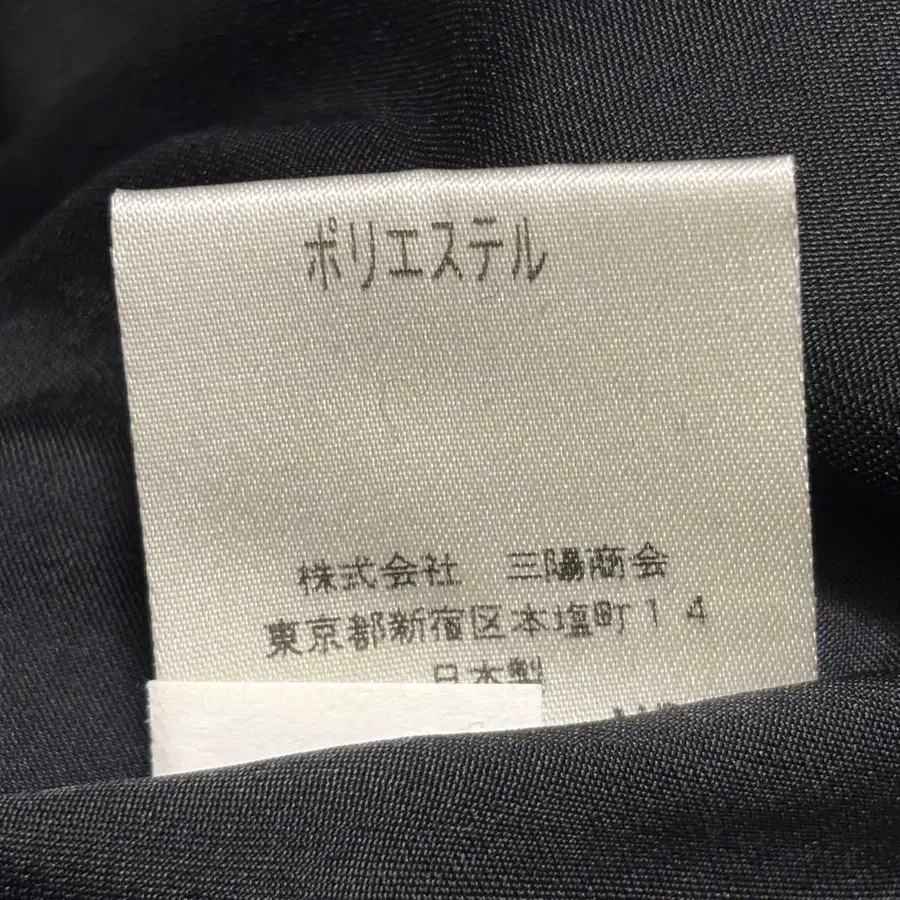 ポリエステル
株式会社 三陽商会
東京都新宿区本塩町14
日本製